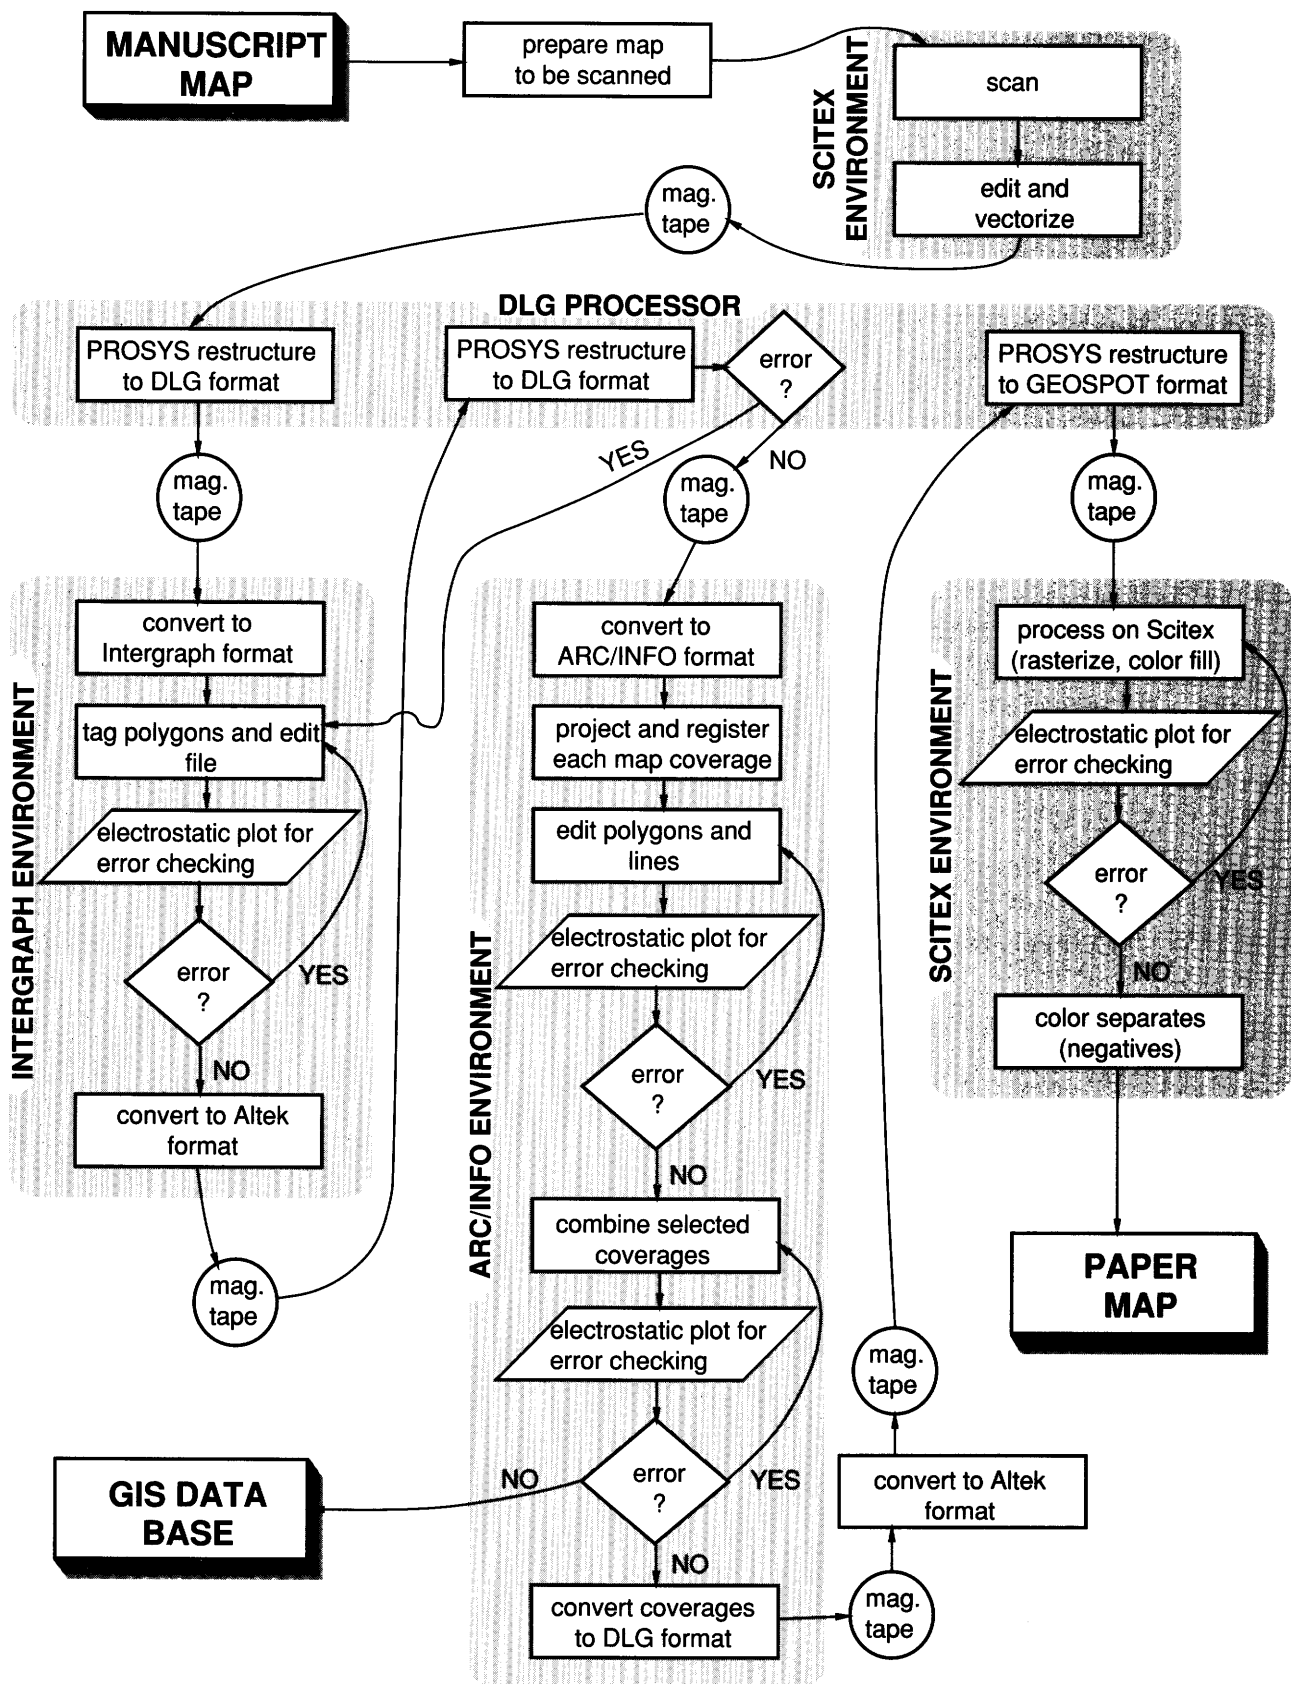 MANUSCRIPT
MAP
prepare map
to be scanned
SCITEX
ENVIRONMENT
scan
edit and
vectorize
mag.
tape
DLG PROCESSOR
PROSYS restructure
to DLG format
PROSYS restructure
to DLG format
error
?
PROSYS restructure
to GEOSPOT format
YES
NO
mag.
tape
mag.
tape
mag.
tape
INTERGRAPH ENVIRONMENT
convert to
Intergraph format
tag polygons and edit
file
electrostatic plot for
error checking
error
?
YES
NO
convert to Altek
format
mag.
tape
ARC/INFO ENVIRONMENT
convert to
ARC/INFO format
project and register
each map coverage
edit polygons and
lines
electrostatic plot for
error checking
error
?
YES
NO
combine selected
coverages
electrostatic plot for
error checking
error
?
YES
NO
NO
convert coverages
to DLG format
GIS DATA
BASE
mag.
tape
convert to Altek
format
mag.
tape
SCITEX ENVIRONMENT
process on Scitex
(rasterize, color fill)
electrostatic plot for
error checking
error
?
YES
NO
color separates
(negatives)
PAPER
MAP